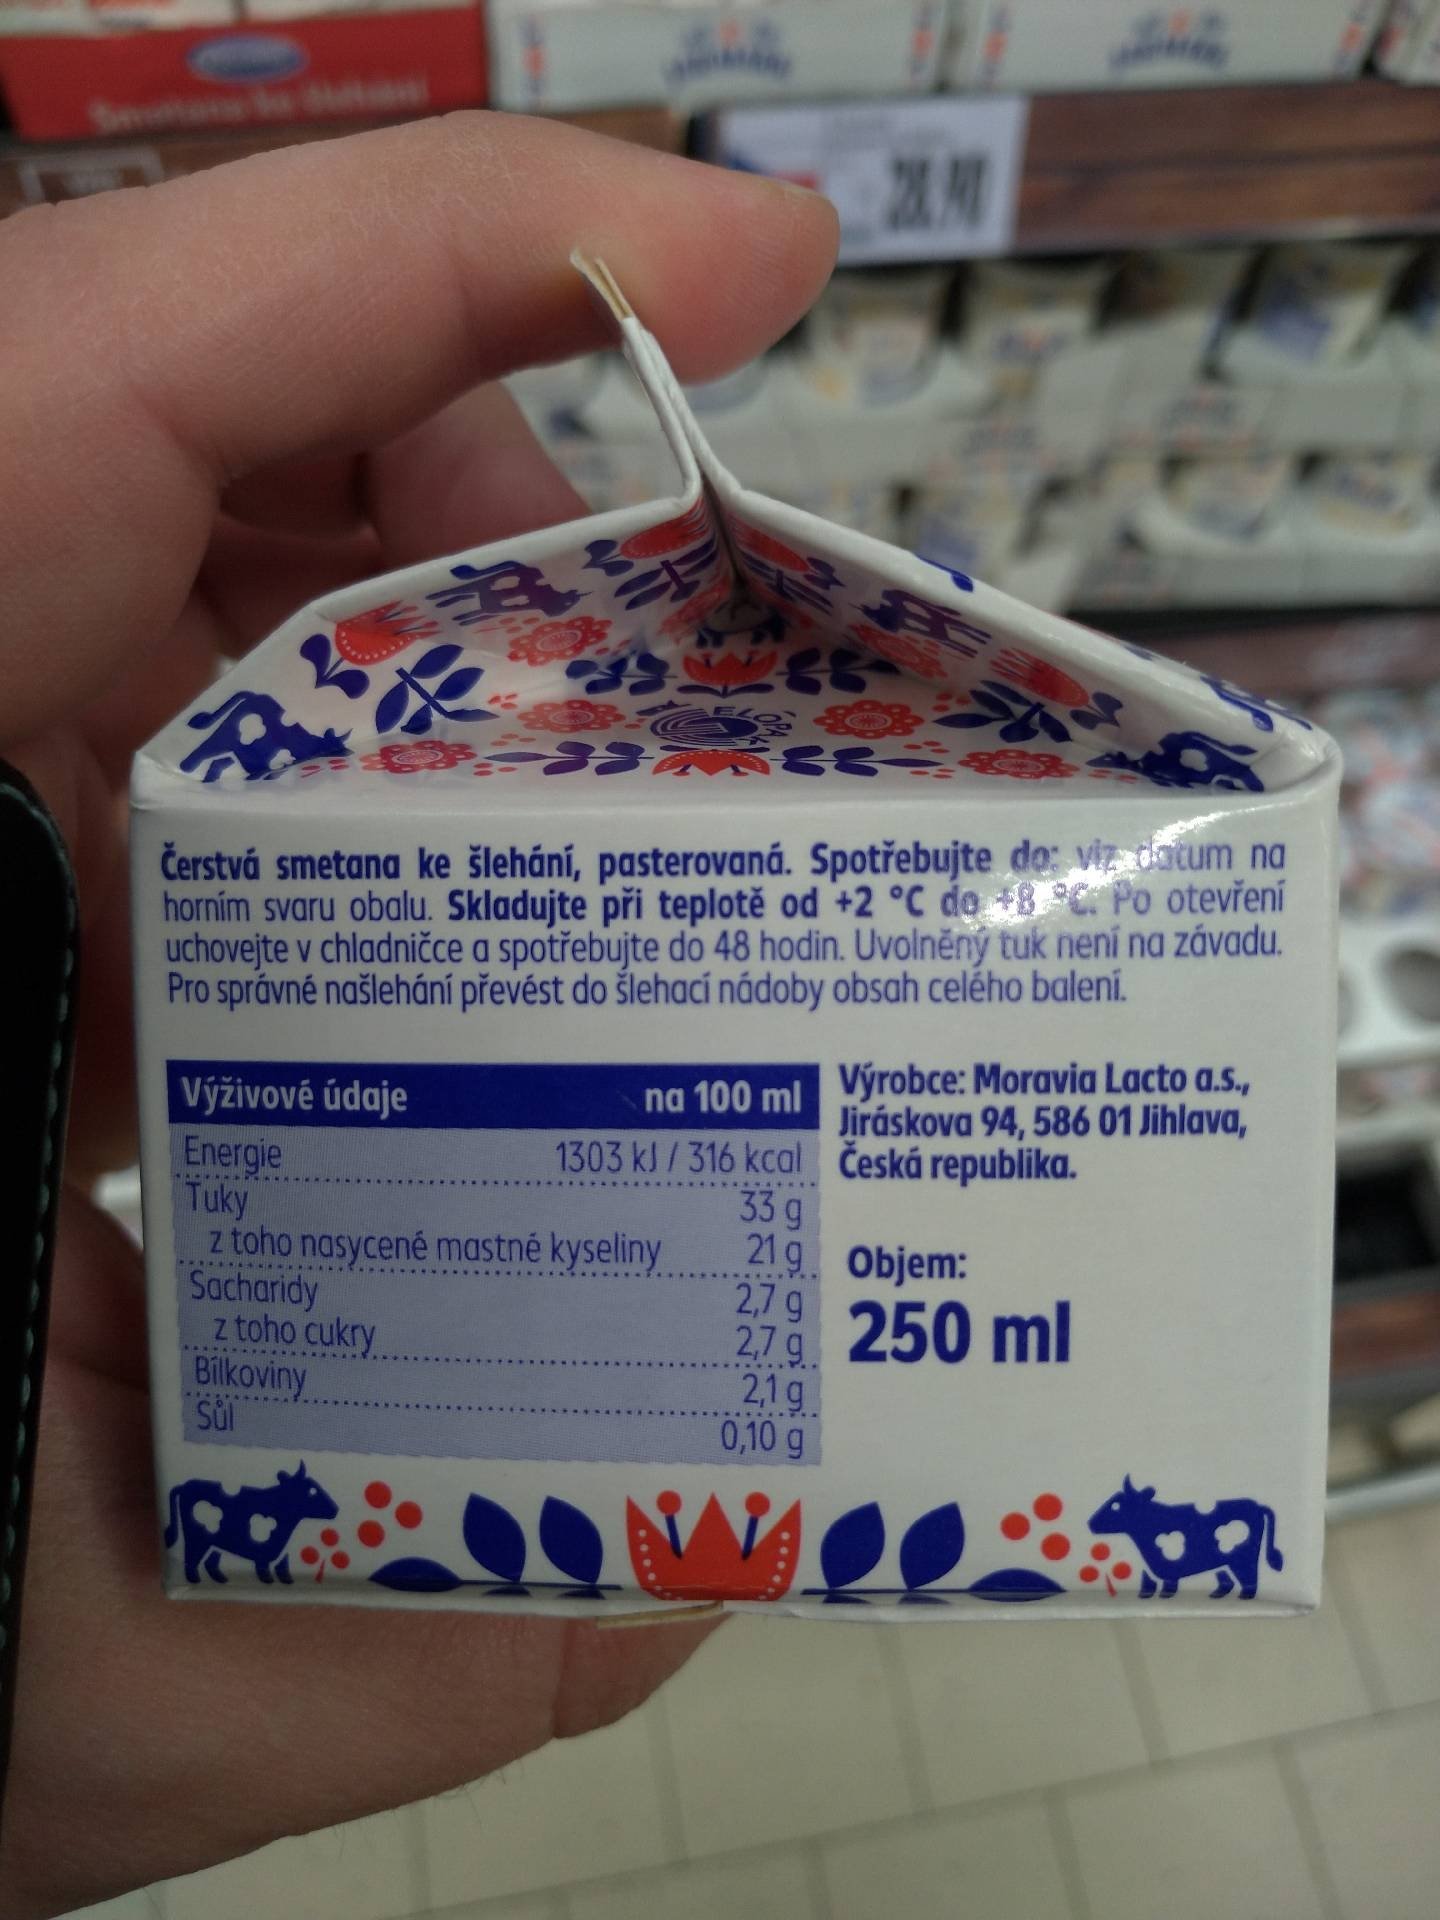 ELOPAK
Čerstvá smetana ke šlehání, pasterovaná. Spotřebujte do: viz datum na
horním svaru obalu. Skladujte při teplotě od +2 °C do +8 °C. Po otevření
uchovejte v chladničce a spotřebujte do 48 hodin. Uvolněný tuk není na závadu.
Pro správné našlehání převést do šlehací nádoby obsah celého balení.
Výživové údaje na 100 ml
Energie 1303 kJ / 316 kcal
Tuky 33 g
z toho nasycené mastné kyseliny 21 g
Sacharidy 2,7 g
z toho cukry 2,7 g
Bílkoviny 2,1 g
Sůl 0,10 g
Výrobce: Moravia Lacto a.s.,
Jiráskova 94, 586 01 Jihlava,
Česká republika.
Objem:
250 ml